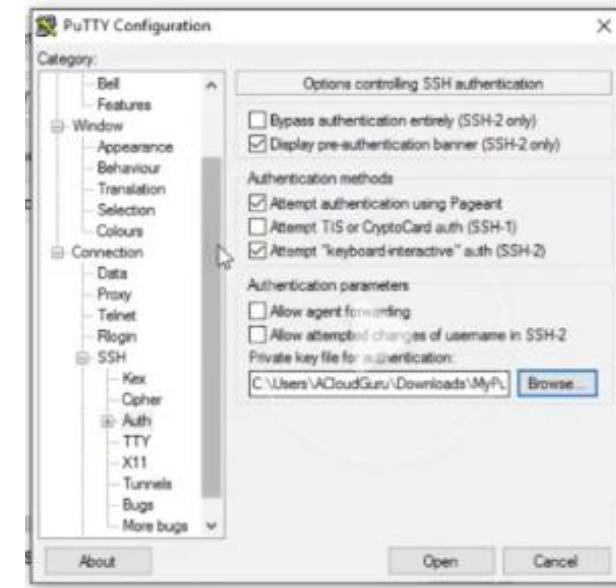 PuTTY Configuration
Category:
Bell
Features
Window
Appearance
Behaviour
Translation
Selection
Colours
Connection
Data
Proxy
Telnet
Rlogin
SSH
Kex
Cipher
Auth
TTY
X11
Tunnels
Bugs
More bugs
Options controlling SSH authentication
Bypass authentication entirely (SSH-2 only)
Display pre-authentication banner (SSH-2 only)
Authentication methods
Attempt authentication using Pageant
Attempt TIS or CryptoCard auth (SSH-1)
Attempt "keyboard-interactive" auth (SSH-2)
Authentication parameters
Allow agent forwarding
Allow attempted changes of username in SSH-2
Private key file for authentication:
C:\Users\ACloudGuru\Downloads\MyPu
Browse...
About
Open
Cancel